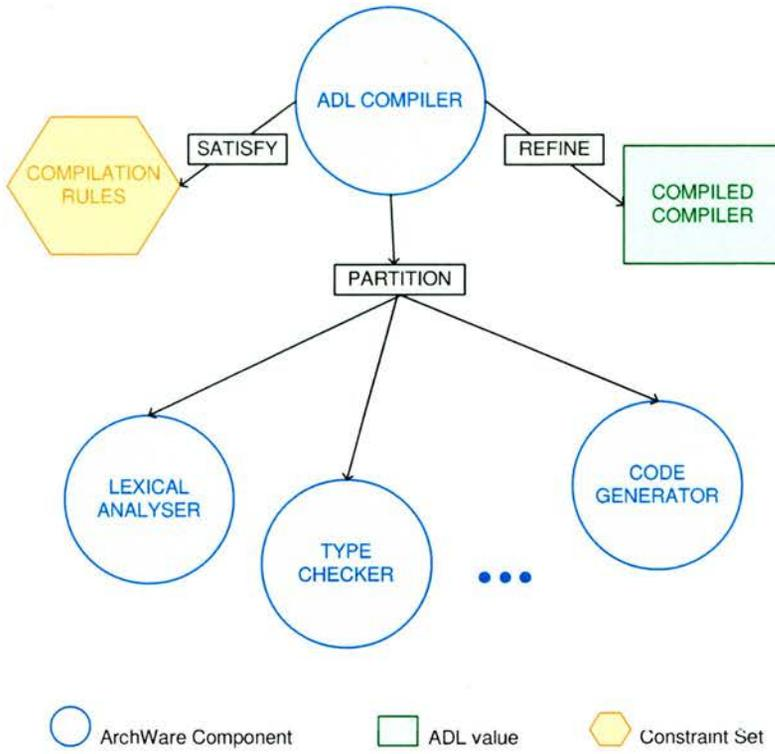 ADL COMPILER
SATISFY
REFINE
COMPILATION
RULES
COMPILED
COMPILER
PARTITION
LEXICAL
ANALYSER
TYPE
CHECKER
CODE
GENERATOR
ArchWare Component
ADL value
Constraint Set